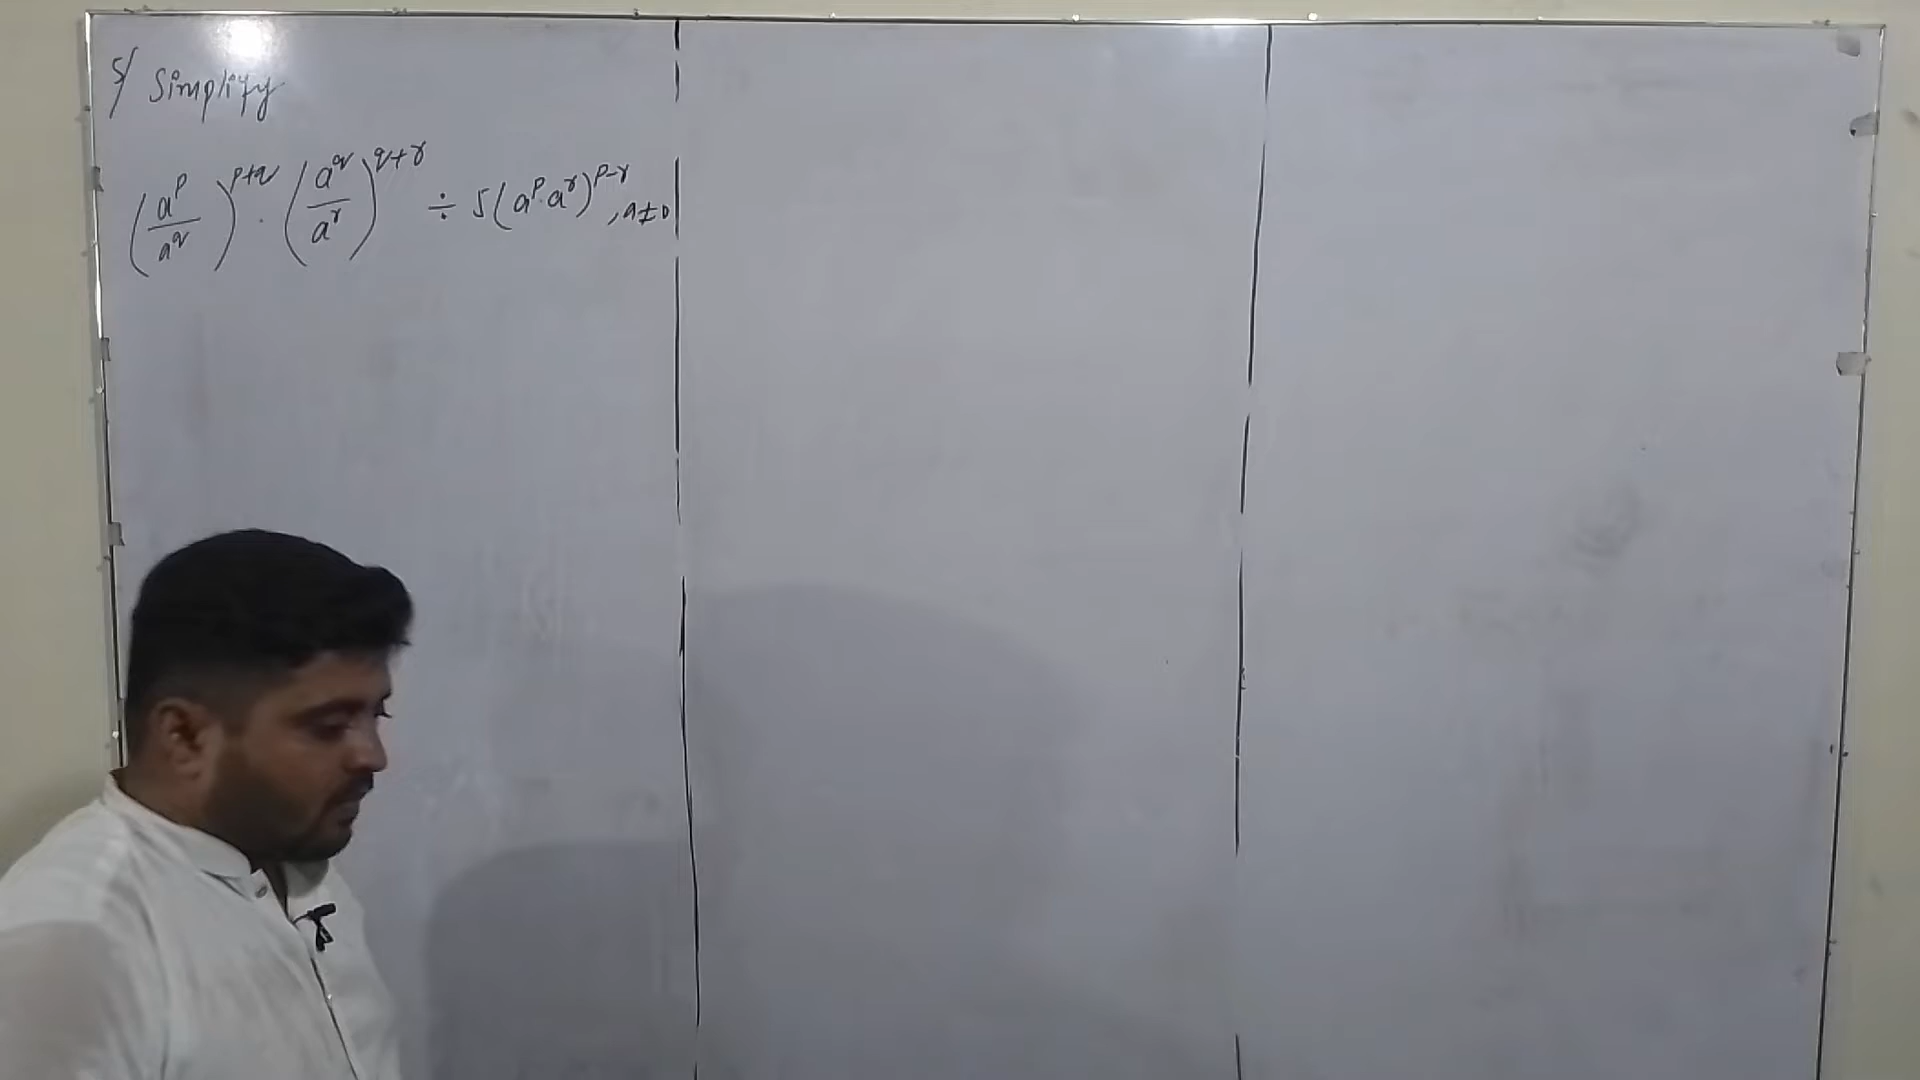 5/ Simplify
(a^p/a^q)^{p+q} · (a^q/a^r)^{q+r} ÷ 5(a^p·a^r)^{p-r}, a≠0